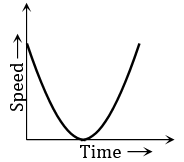 Speed →
Time →